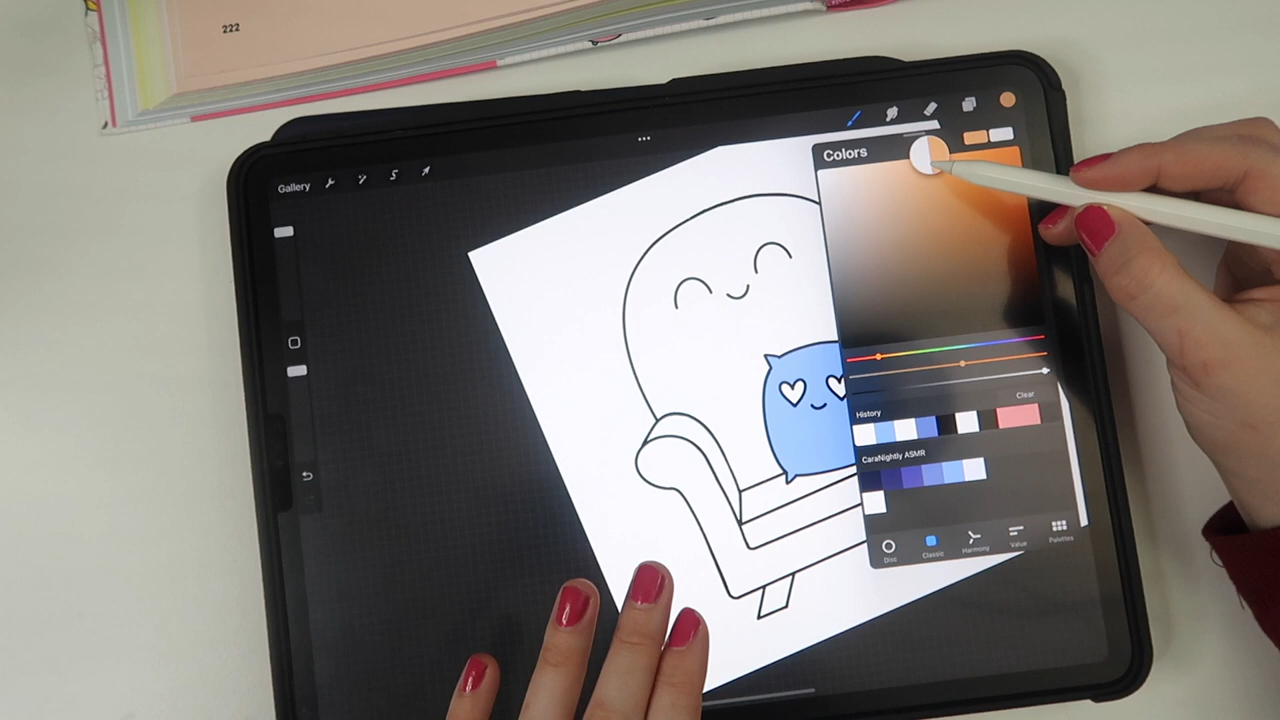 222
Gallery
Colors
Clear
History
CaraNightly ASMR
Disc
Classic
Harmony
Value
Palettes